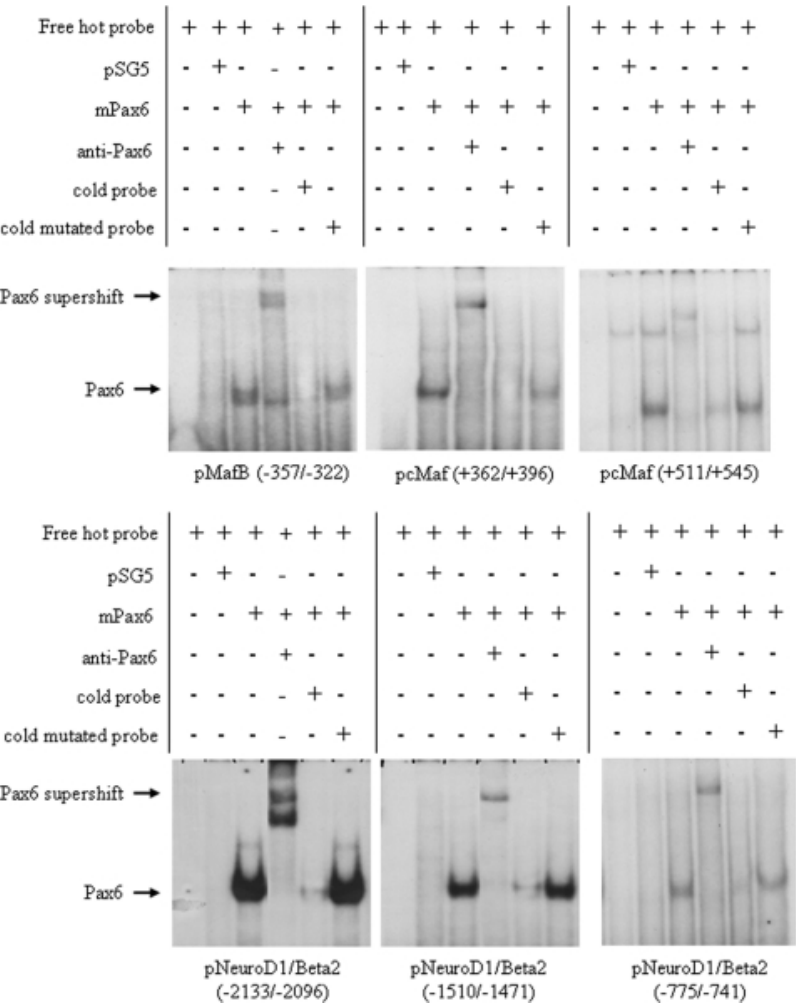 Free hot probe + + + + + + + + + + + + + + + + + +
pSG5 - + - - - - - + - - - - - + - - - -
mPax6 - - + + + + - - + + + + - - + + + +
anti-Pax6 - - - + - - - - - + - - - - - + - -
cold probe - - - - + - - - - - + - - - - - + -
cold mutated probe - - - - - + - - - - - + - - - - - +
Pax6 supershift
Pax6
pMafB (-357/-322) pcMaf (+362/+396) pcMaf (+511/+545)
Free hot probe + + + + + + + + + + + + + + + + + +
pSG5 - + - - - - - + - - - - - + - - - -
mPax6 - - + + + + - - + + + + - - + + + +
anti-Pax6 - - - + - - - - - + - - - - - + - -
cold probe - - - - + - - - - - + - - - - - + -
cold mutated probe - - - - - + - - - - - + - - - - - +
Pax6 supershift
Pax6
pNeuroD1/Beta2 pNeuroD1/Beta2 pNeuroD1/Beta2
(-2133/-2096) (-1510/-1471) (-775/-741)